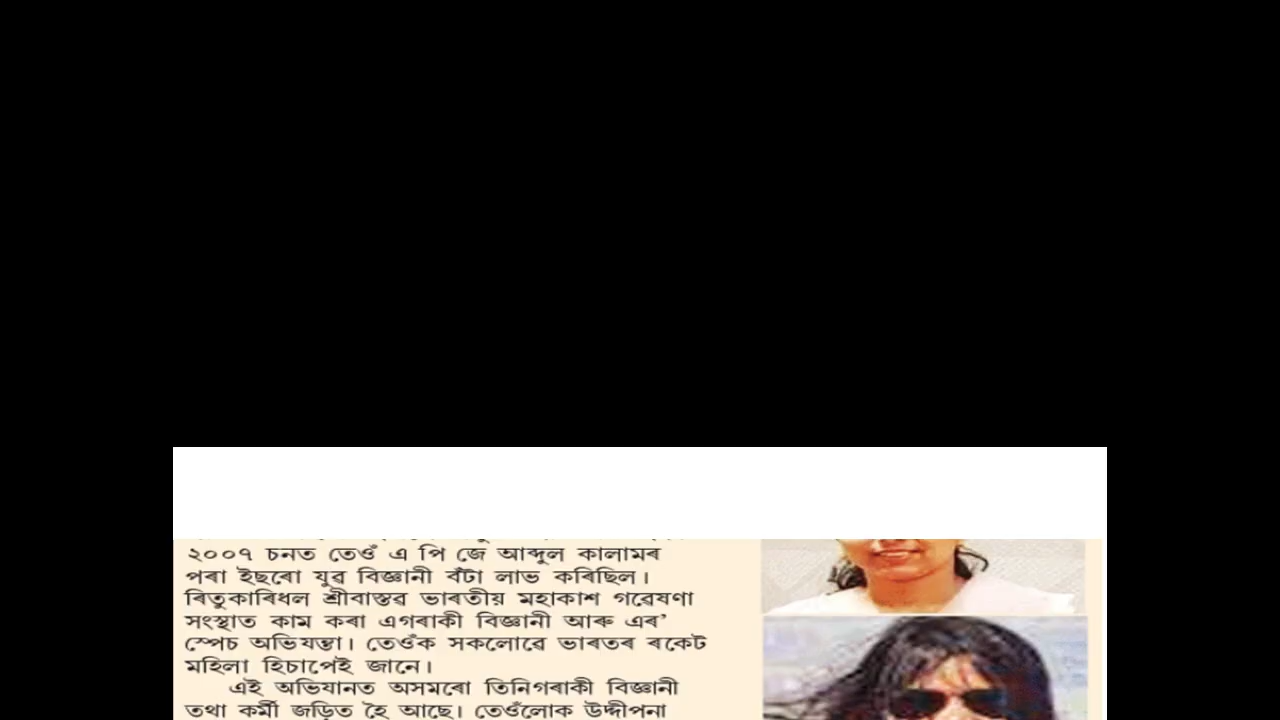 ২০০৭ চনত তেওঁ এ পি জে আব্দুল কালামৰ
পৰা ইছৰো যুৱ বিজ্ঞানী বঁটা লাভ কৰিছিল।
ৰিতুকাৰিধল শ্ৰীবাস্তৱ ভাৰতীয় মহাকাশ গৱেষণা
সংস্থাত কাম কৰা এগৰাকী বিজ্ঞানী আৰু এৰ’
স্পেচ অভিযন্তা। তেওঁক সকলোৱে ভাৰতৰ ৰকেট
মহিলা হিচাপেই জানে।
এই অভিযানত অসমৰো তিনিগৰাকী বিজ্ঞানী
তথা কৰ্মী জড়িত হৈ আছে। তেওঁলোক উদ্দীপনা